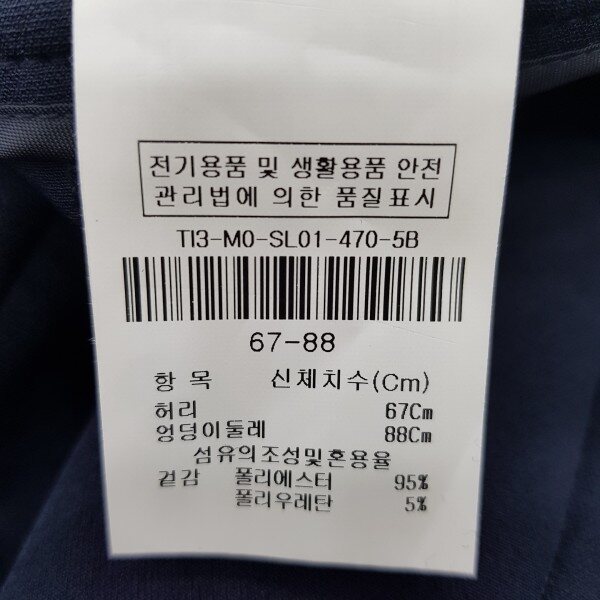 전기용품 및 생활용품 안전
관리법에 의한 품질표시
TI3-M0-SL01-470-5B
67-88
항 목 신체치수(Cm)
허리 67Cm
엉덩이둘레 88Cm
섬유의조성및혼용율
겉감 폴리에스터 95%
폴리우레탄 5%